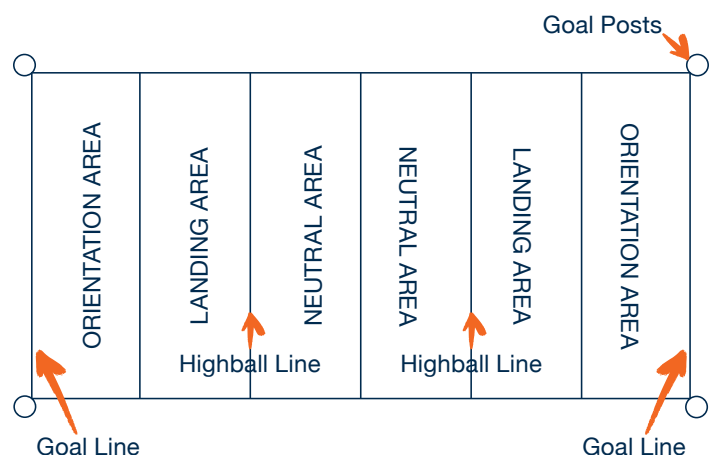 Goal Posts
ORIENTATION AREA
LANDING AREA
NEUTRAL AREA
NEUTRAL AREA
LANDING AREA
ORIENTATION AREA
Highball Line
Highball Line
Goal Line
Goal Line